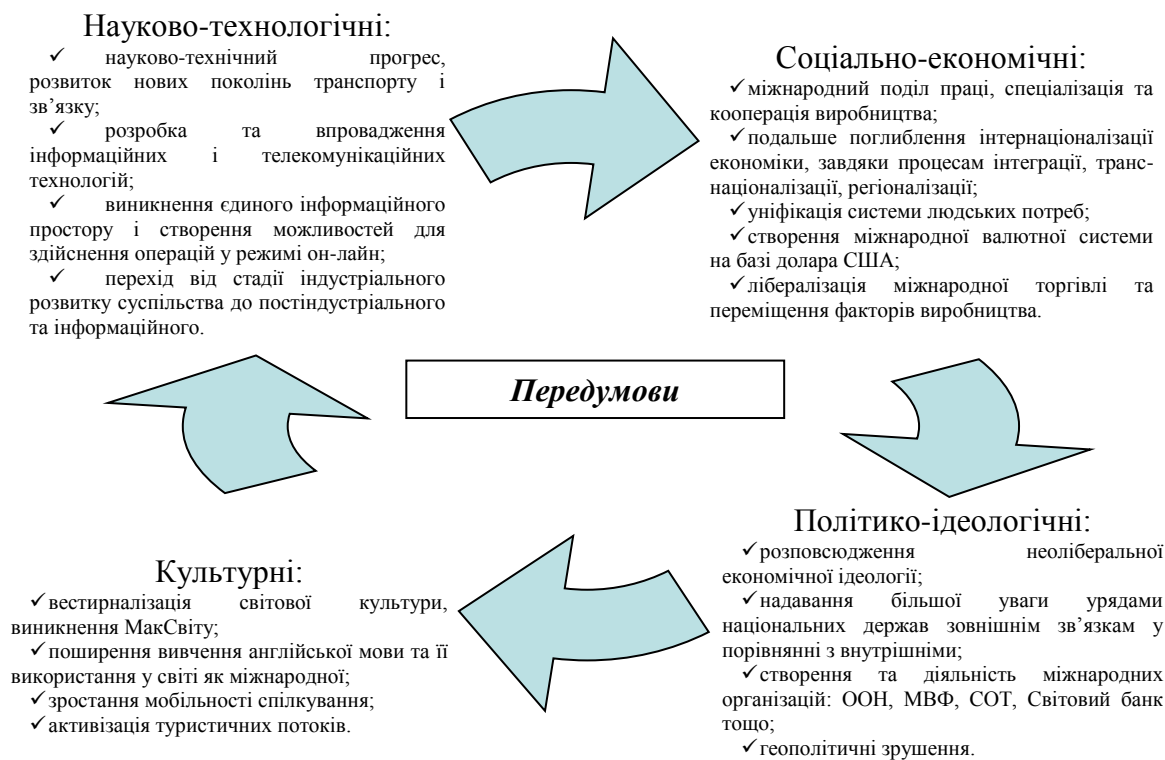 Науково-технологічні:
✓ науково-технічний прогрес,
розвиток нових поколінь транспорту і
зв’язку;
✓ розробка та впровадження
інформаційних і телекомунікаційних
технологій;
✓ виникнення єдиного інформаційного
простору і створення можливостей для
здійснення операцій у режимі он-лайн;
✓ перехід від стадії індустріального
розвитку суспільства до постіндустріального
та інформаційного.
Соціально-економічні:
✓міжнародний поділ праці, спеціалізація та
кооперація виробництва;
✓подальше поглиблення інтернаціоналізації
економіки, завдяки процесам інтеграції, транс-
націоналізації, регіоналізації;
✓уніфікація системи людських потреб;
✓створення міжнародної валютної системи
на базі долара США;
✓лібералізація міжнародної торгівлі та
переміщення факторів виробництва.
Передумови
Політико-ідеологічні:
✓розповсюдження неоліберальної
економічної ідеології;
✓надавання більшої уваги урядами
національних держав зовнішнім зв’язкам у
порівнянні з внутрішніми;
✓створення та діяльність міжнародних
організацій: ООН, МВФ, СОТ, Світовий банк
тощо;
✓геополітичні зрушення.
Культурні:
✓вестирналізація світової культури,
виникнення МакСвіту;
✓поширення вивчення англійської мови та її
використання у світі як міжнародної;
✓зростання мобільності спілкування;
✓активізація туристичних потоків.